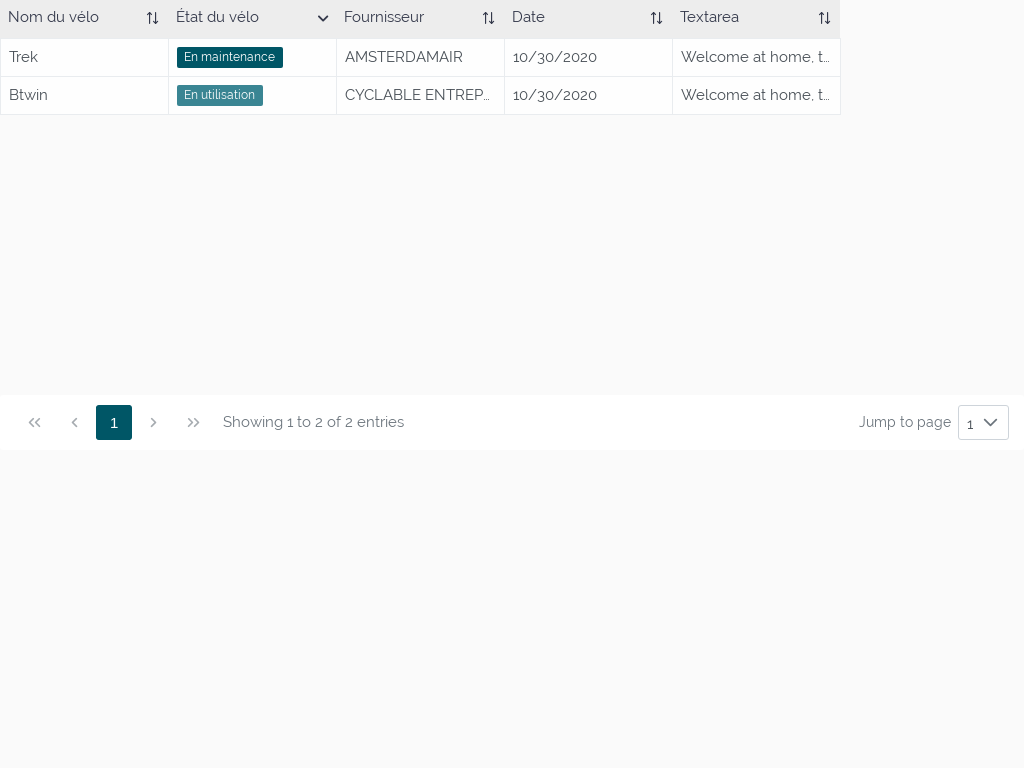 Nom du vélo État du vélo Fournisseur Date Textarea
Trek En maintenance AMSTERDAMAIR 10/30/2020 Welcome at home, t…
Btwin En utilisation CYCLABLE ENTREP… 10/30/2020 Welcome at home, t…
1 Showing 1 to 2 of 2 entries Jump to page 1